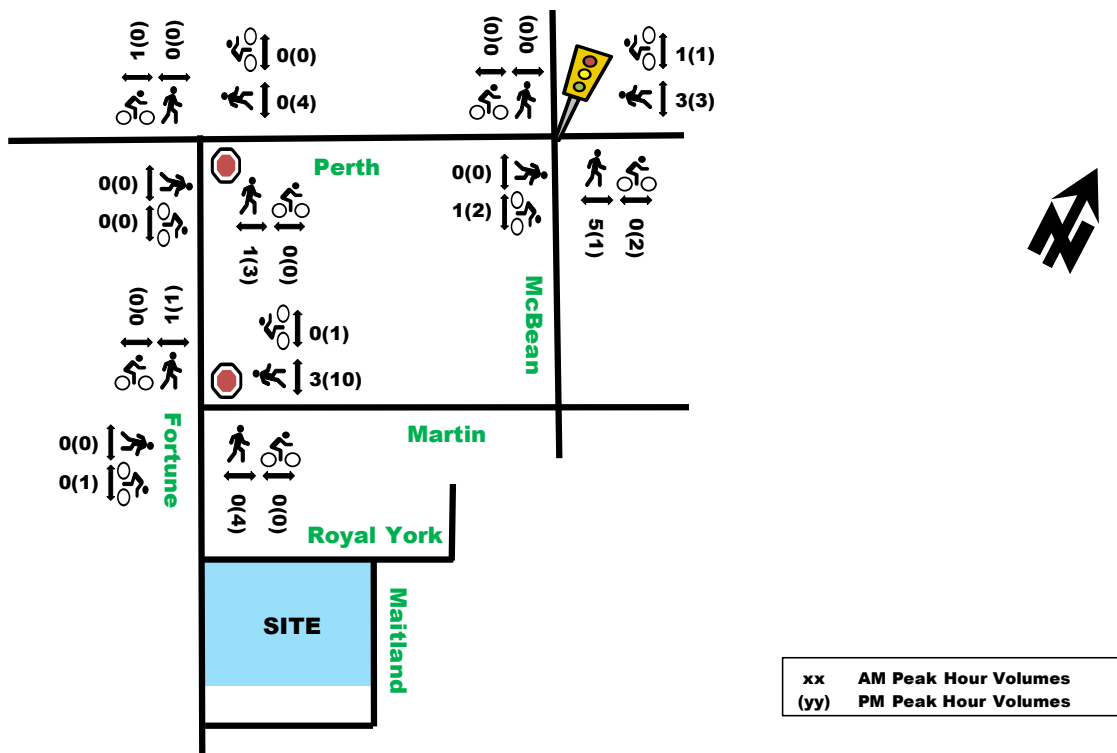 1(0)
0(0)
0(0)
0(4)
0(0)
0(0)
1(1)
3(3)
Perth
0(0)
0(0)
1(3)
0(0)
0(0)
1(2)
5(1)
0(2)
McBean
N
0(0)
1(1)
0(1)
3(10)
Fortune
Martin
0(0)
0(1)
0(4)
0(0)
Royal York
SITE
Maitland
xx AM Peak Hour Volumes
(yy) PM Peak Hour Volumes